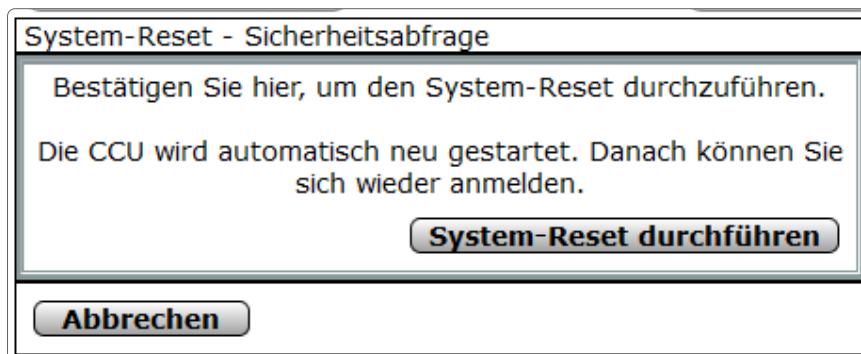 System-Reset - Sicherheitsabfrage
Bestätigen Sie hier, um den System-Reset durchzuführen.
Die CCU wird automatisch neu gestartet. Danach können Sie
sich wieder anmelden.
System-Reset durchführen
Abbrechen